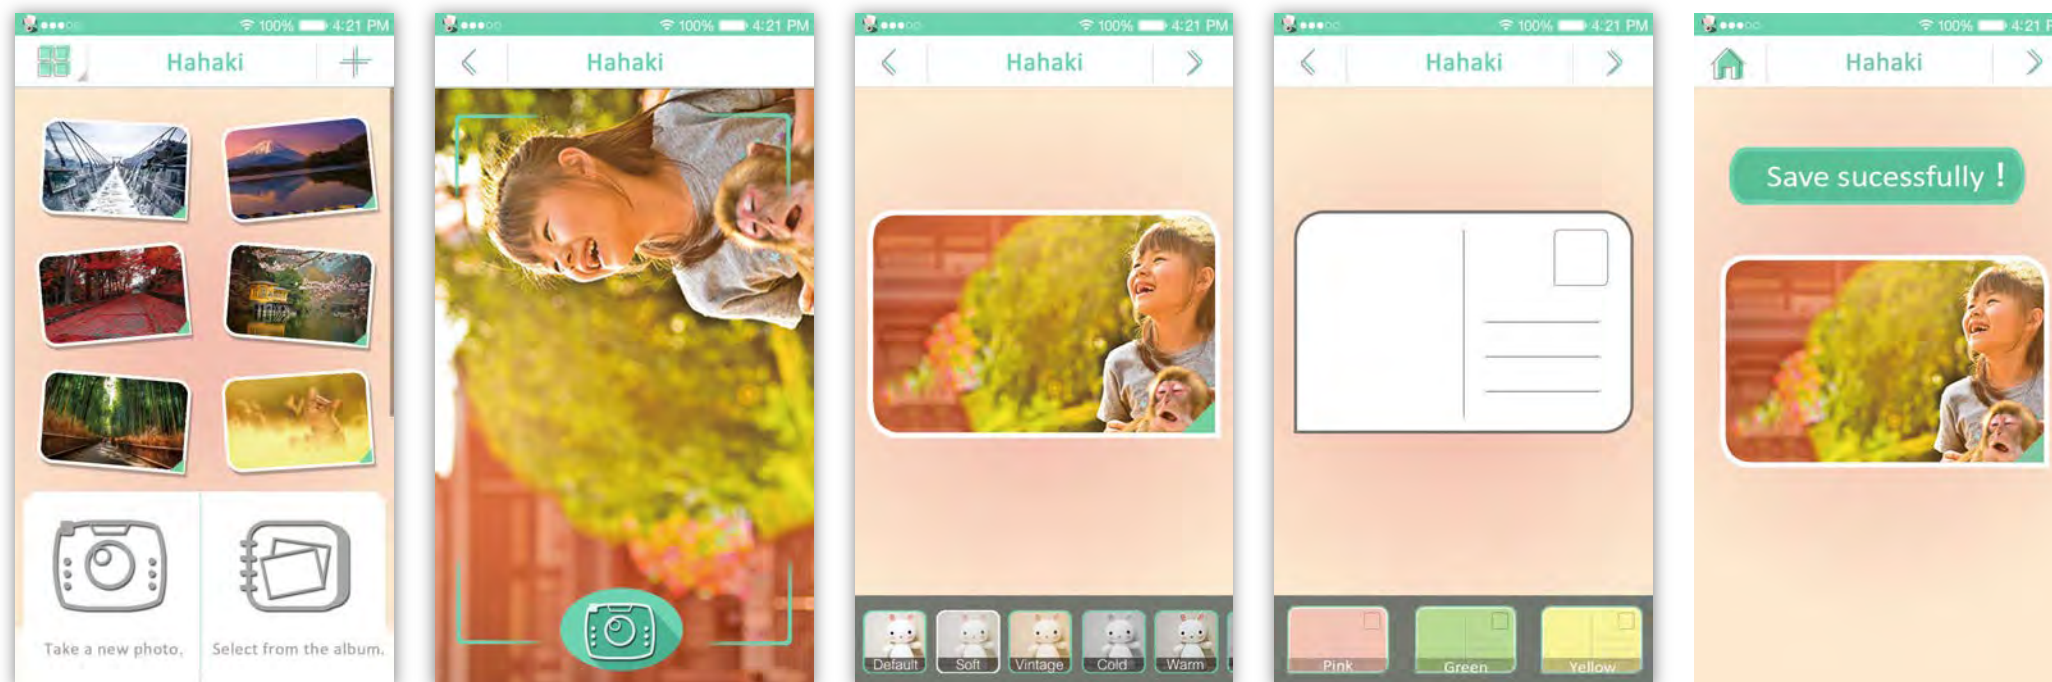 100% 4:21 PM
Hahaki
Take a new photo.
Select from the album.
100% 4:21 PM
Hahaki
100% 4:21 PM
Hahaki
Default
Soft
Vintage
Cold
Warm
100% 4:21 PM
Hahaki
Pink
Green
Yellow
100% 4:21 P
Hahaki
Save sucessfully !